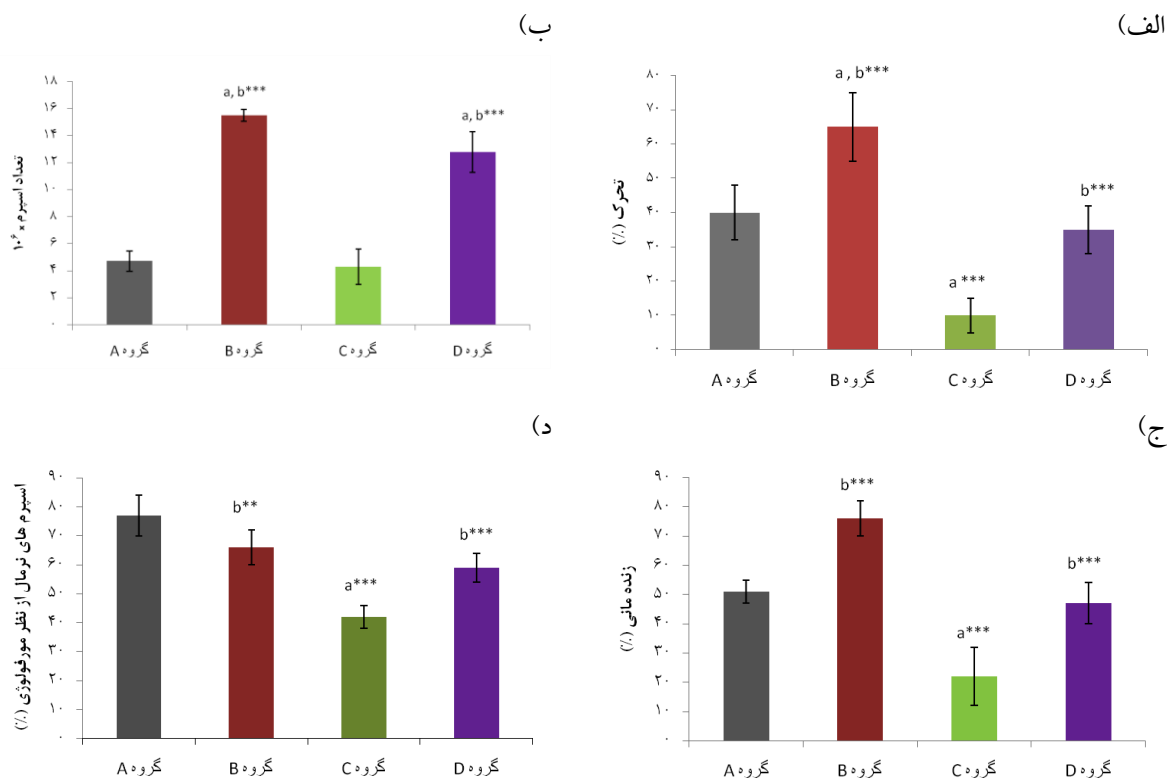 الف)
تحرک (٪)
۸۰
۷۰
۶۰
۵۰
۴۰
۳۰
۲۰
۱۰
۰
a , b***
a ***
b***
گروه A
گروه B
گروه C
گروه D
ب)
تعداد اسپرم × ۱۰⁶
۱۸
۱۶
۱۴
۱۲
۱۰
۸
۶
۴
۲
۰
a, b***
a, b***
گروه A
گروه B
گروه C
گروه D
ج)
زنده مانی (٪)
۹۰
۸۰
۷۰
۶۰
۵۰
۴۰
۳۰
۲۰
۱۰
۰
b***
a***
b***
گروه A
گروه B
گروه C
گروه D
د)
اسپرم های نرمال از نظر مورفولوژی (٪)
۹۰
۸۰
۷۰
۶۰
۵۰
۴۰
۳۰
۲۰
۱۰
۰
b**
a***
b***
گروه A
گروه B
گروه C
گروه D